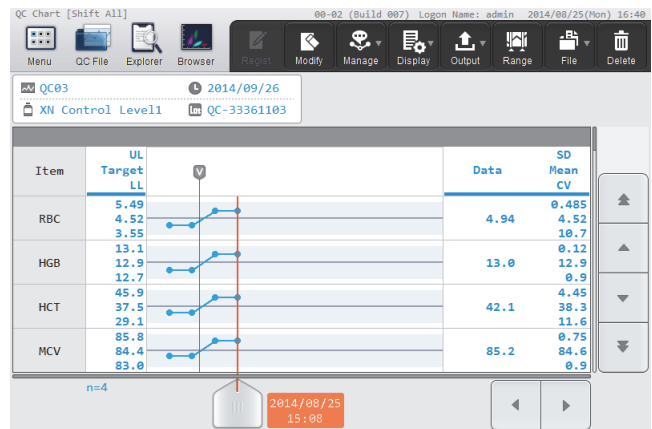 QC Chart [Shift All] 00-02 (Build 007) Logon Name: admin 2014/08/25(Mon) 16:40
Menu QC File Explorer Browser Regist. Modify Manage Display Output Range File Delete
QC03 2014/09/26
XN Control Level1 Lot QC-33361103
Item UL Target LL V Data SD Mean CV
RBC 5.49 4.52 3.55 4.94 0.485 4.52 10.7
HGB 13.1 12.9 12.7 13.0 0.12 12.9 0.9
HCT 45.9 37.5 29.1 42.1 4.45 38.3 11.6
MCV 85.8 84.4 83.0 85.2 0.75 84.6 0.9
n=4
2014/08/25
15:08